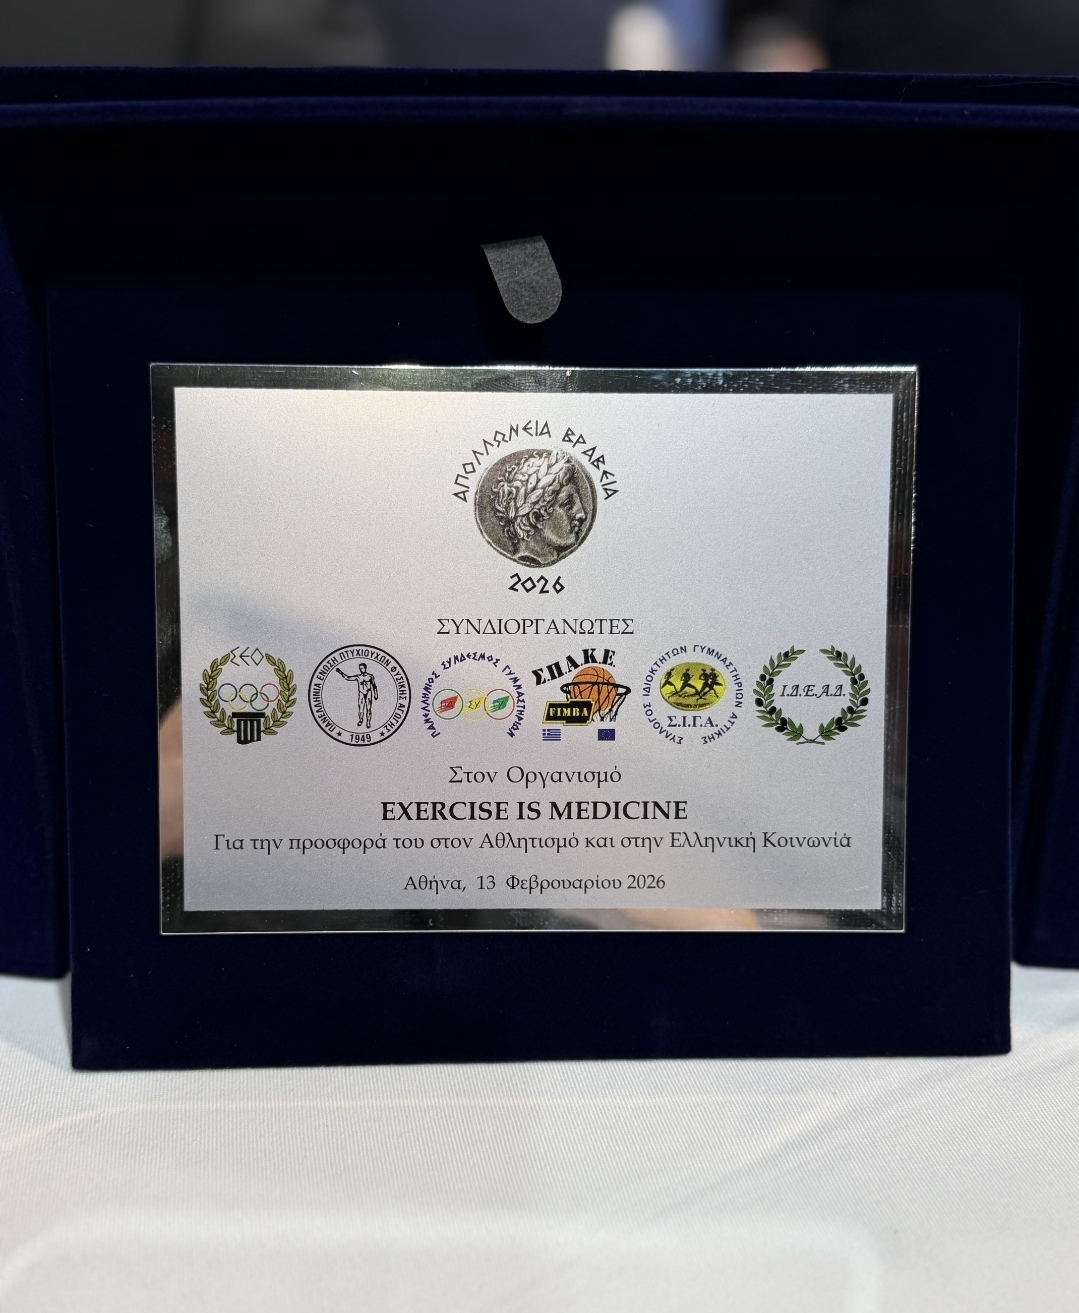 ΑΠΟΛΛΩΝΕΙΑ ΒΡΑΒΕΙΑ
2026
ΣΥΝΔΙΟΡΓΑΝΩΤΕΣ
ΣΕΟ
ΠΑΝΕΛΛΗΝΙΑ ΕΝΩΣΗ ΠΤΥΧΙΟΥΧΩΝ ΦΥΣΙΚΗΣ ΑΓΩΓΗΣ
1949
ΠΑΝΕΛΛΗΝΙΟΣ ΣΥΝΔΕΣΜΟΣ ΓΥΜΝΑΣΤΗΡΙΩΝ
Σ.Π.Α.Κ.Ε.
FIMBA
ΣΥΛΛΟΓΟΣ ΙΔΙΟΚΤΗΤΩΝ ΓΥΜΝΑΣΤΗΡΙΩΝ ΑΤΤΙΚΗΣ
Σ.Ι.Γ.Α.
Ι.Δ.Ε.Α.Δ.
Στον Οργανισμό
EXERCISE IS MEDICINE
Για την προσφορά του στον Αθλητισμό και στην Ελληνική Κοινωνία
Αθήνα, 13 Φεβρουαρίου 2026